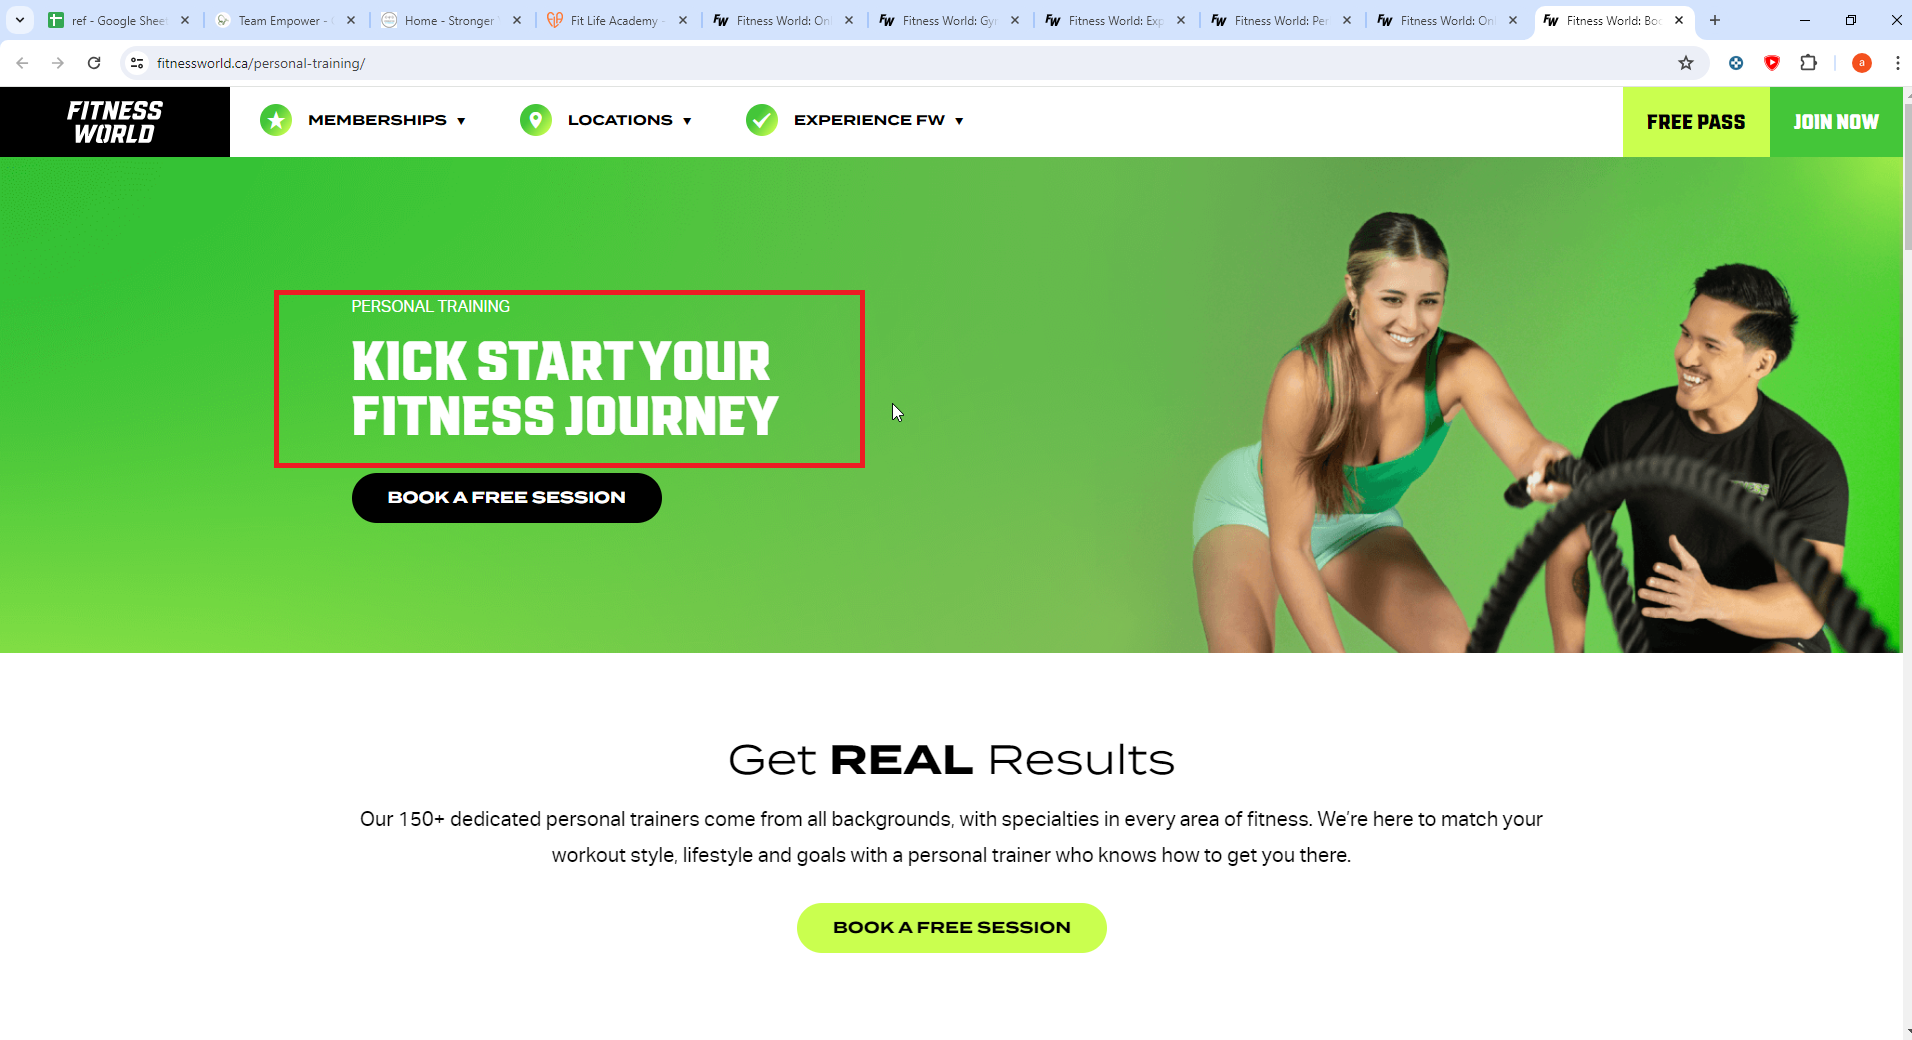 ref - Google Shee
Team Empower -
Home - Stronger
Fit Life Academy -
Fitness World: Onl
Fitness World: Gy
Fitness World: Exp
Fitness World: Per
Fitness World: Onl
Fitness World: Boo
fitnessworld.ca/personal-training/
a
FITNESS
WORLD
MEMBERSHIPS
LOCATIONS
EXPERIENCE FW
FREE PASS
JOIN NOW
PERSONAL TRAINING
KICK START YOUR
FITNESS JOURNEY
BOOK A FREE SESSION
Get REAL Results
Our 150+ dedicated personal trainers come from all backgrounds, with specialties in every area of fitness. We're here to match your
workout style, lifestyle and goals with a personal trainer who knows how to get you there.
BOOK A FREE SESSION